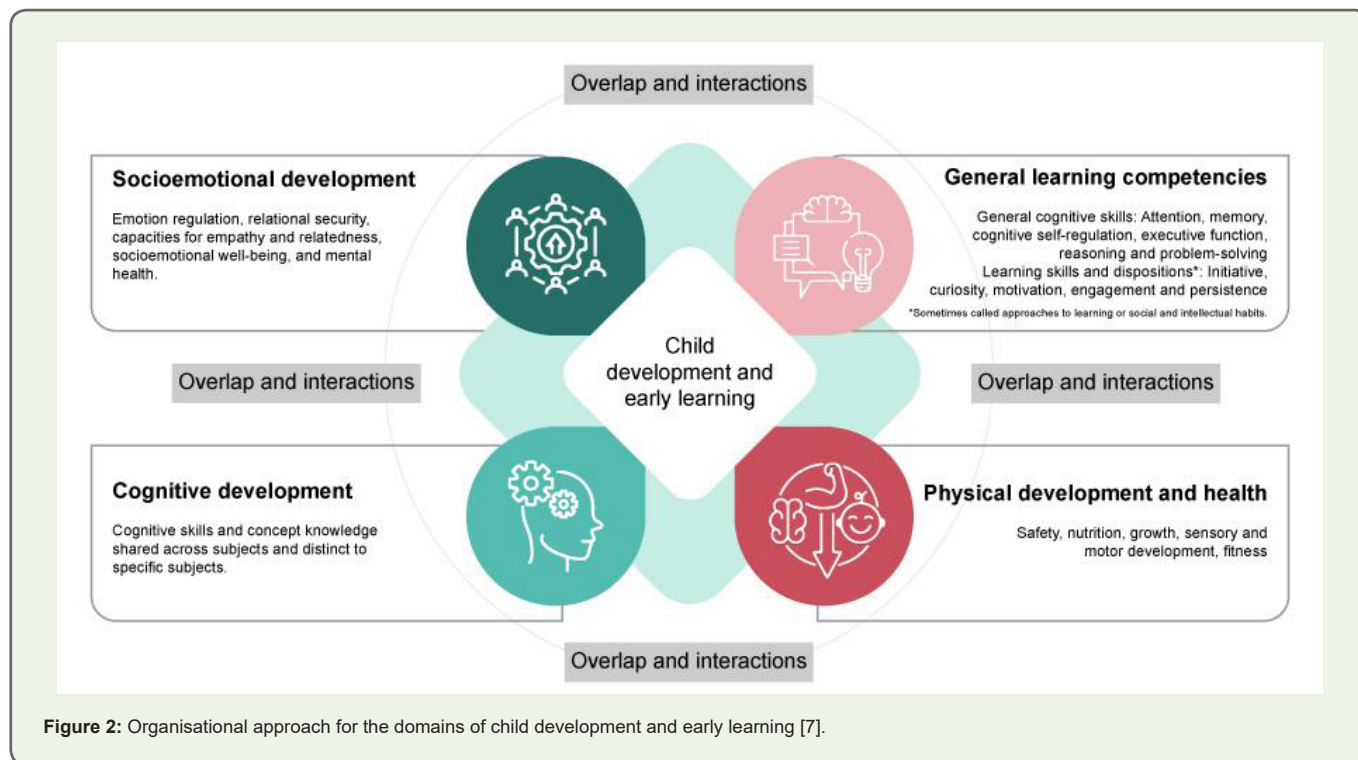 Overlap and interactions
Socioemotional development
Emotion regulation, relational security,
capacities for empathy and relatedness,
socioemotional well-being, and mental
health.
General learning competencies
General cognitive skills: Attention, memory,
cognitive self-regulation, executive function,
reasoning and problem-solving
Learning skills and dispositions*: Initiative,
curiosity, motivation, engagement and persistence
*Sometimes called approaches to learning or social and intellectual habits.
Overlap and interactions
Child
development and
early learning
Overlap and interactions
Cognitive development
Cognitive skills and concept knowledge
shared across subjects and distinct to
specific subjects.
Physical development and health
Safety, nutrition, growth, sensory and
motor development, fitness
Overlap and interactions
Figure 2: Organisational approach for the domains of child development and early learning [7].